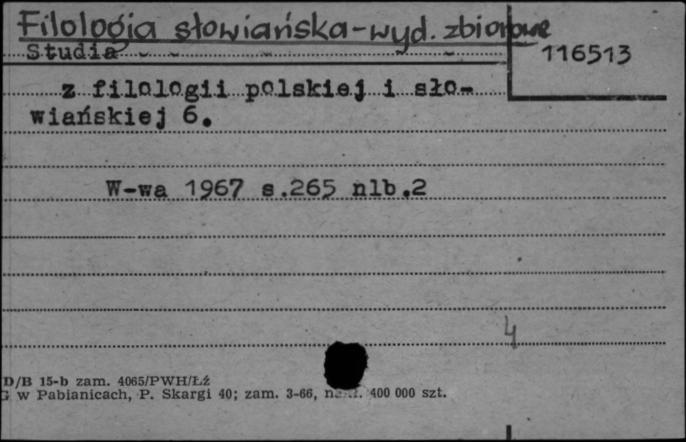 Filologia słowiańska-wyd. zbiorowe
116513
Studia
z filologii polskiej i sło-
wiańskiej 6.
W-wa 1967 s.265 nlb.2
4
D/B 15-b zam. 4065/PWH/Łź
w Pabianicach, P. Skargi 40; zam. 3-66, 400 000 szt.